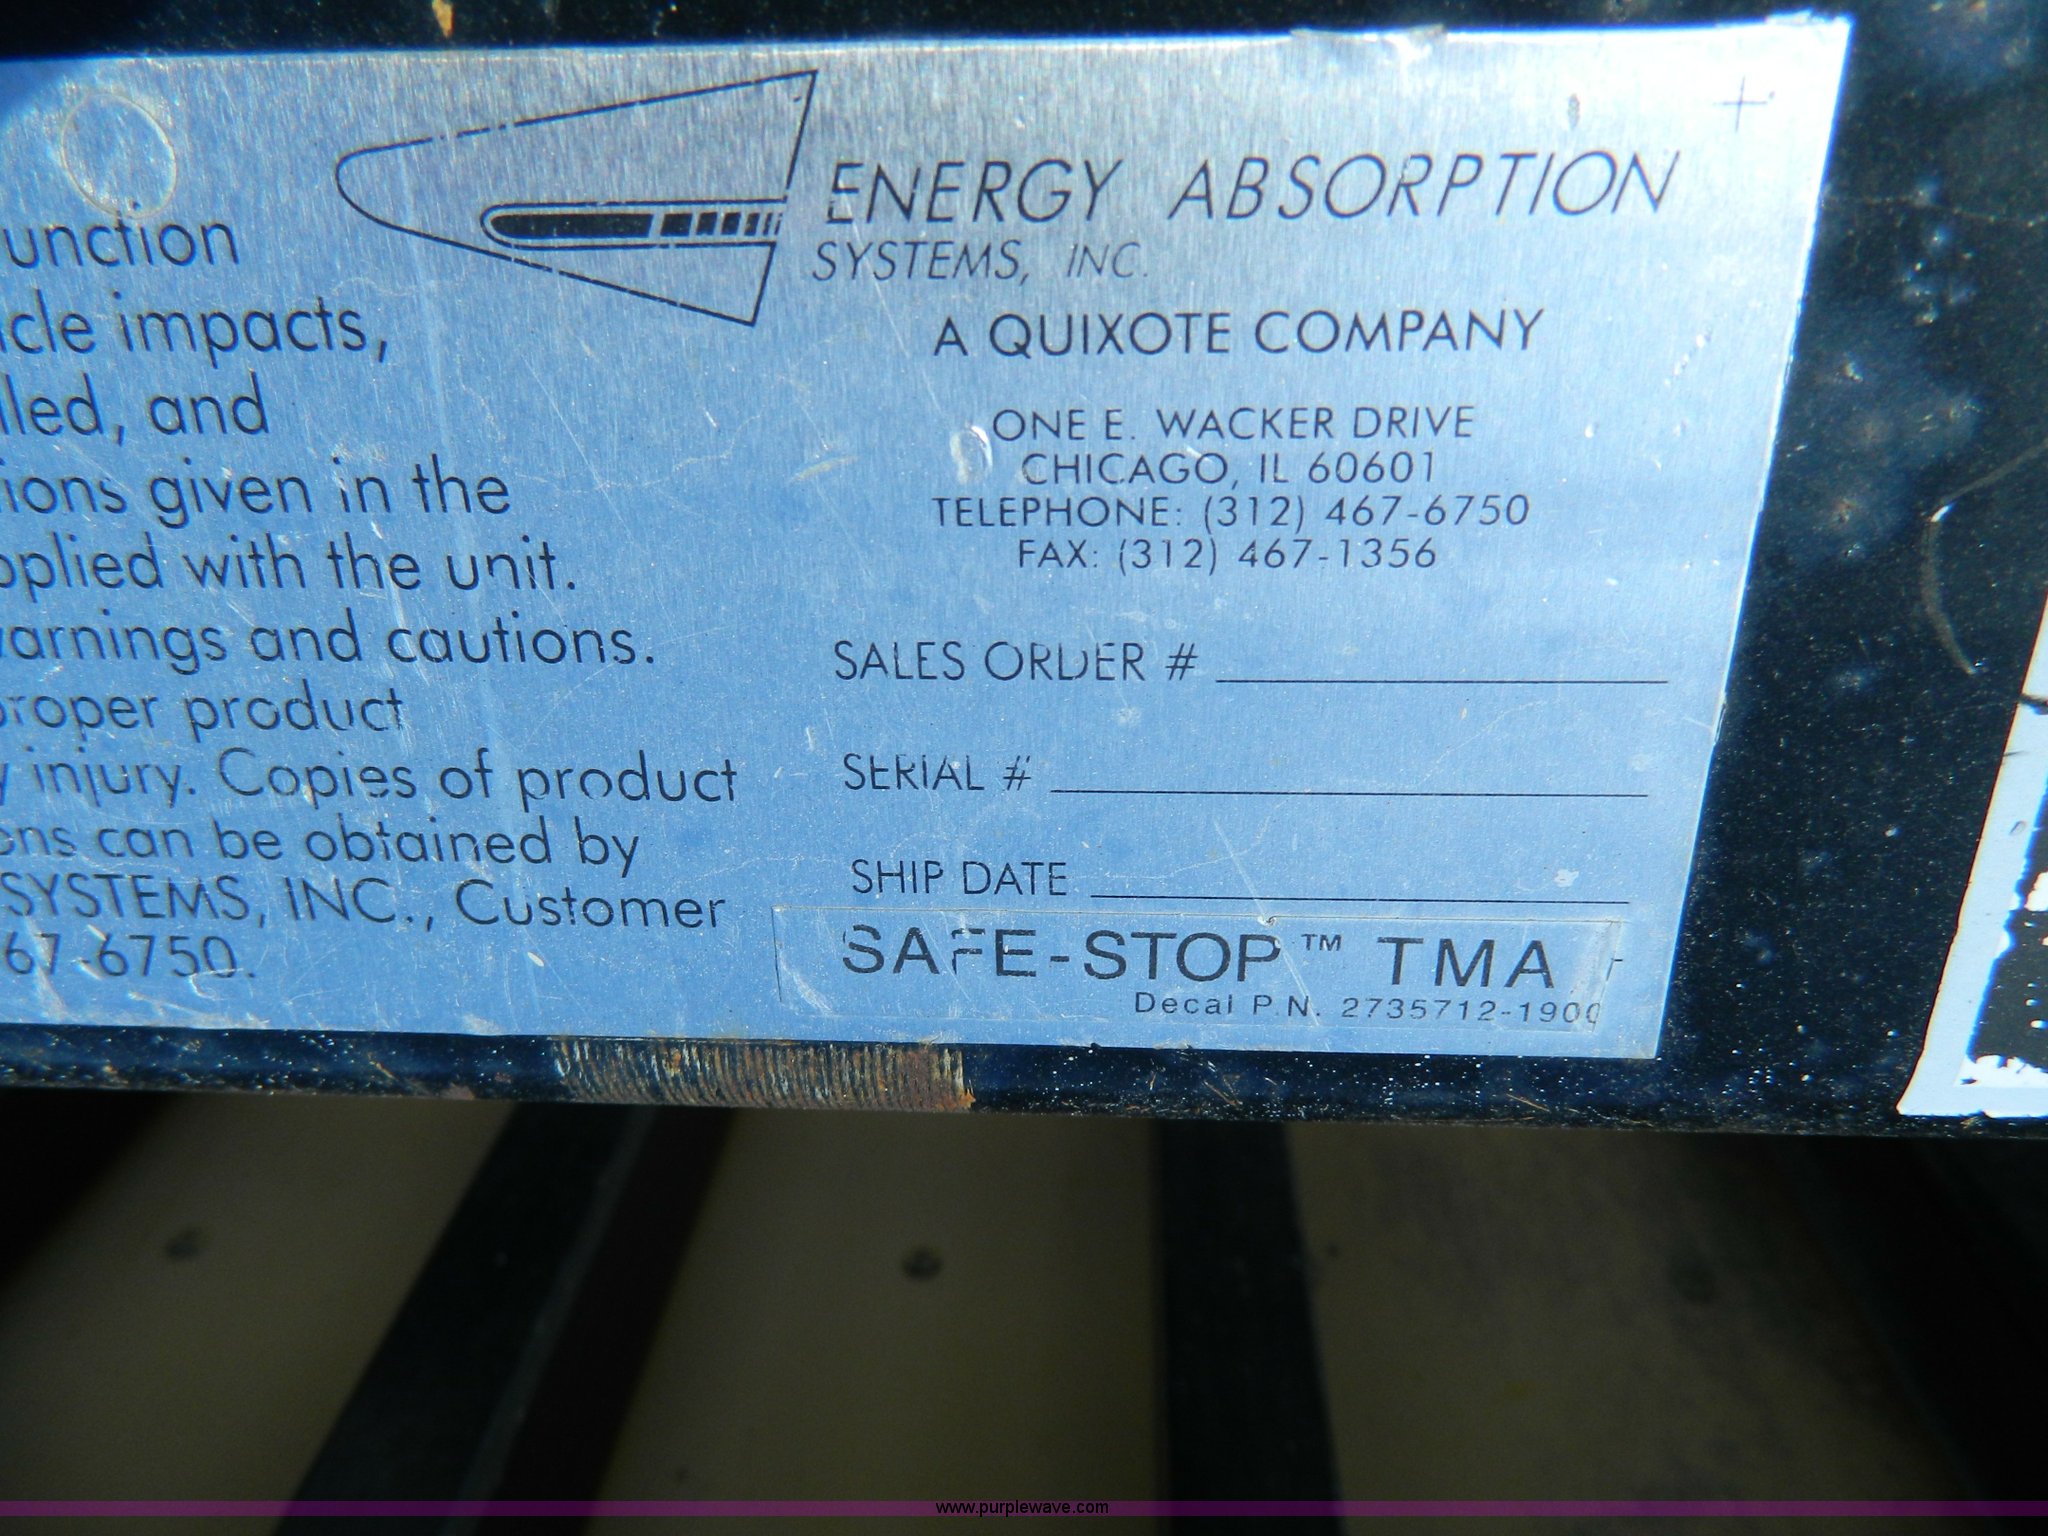 unction
cle impacts,
lled, and
ions given in the
plied with the unit.
arnings and cautions.
roper product
y injury. Copies of product
ons can be obtained by
SYSTEMS, INC., Customer
67-6750.
ENERGY ABSORPTION
SYSTEMS, INC.
A QUIXOTE COMPANY
ONE E. WACKER DRIVE
CHICAGO, IL 60601
TELEPHONE: (312) 467-6750
FAX: (312) 467-1356
SALES ORDER #
SERIAL #
SHIP DATE
SAFE-STOP™ TMA
Decal P.N. 2735712-1900
www.purplewave.com